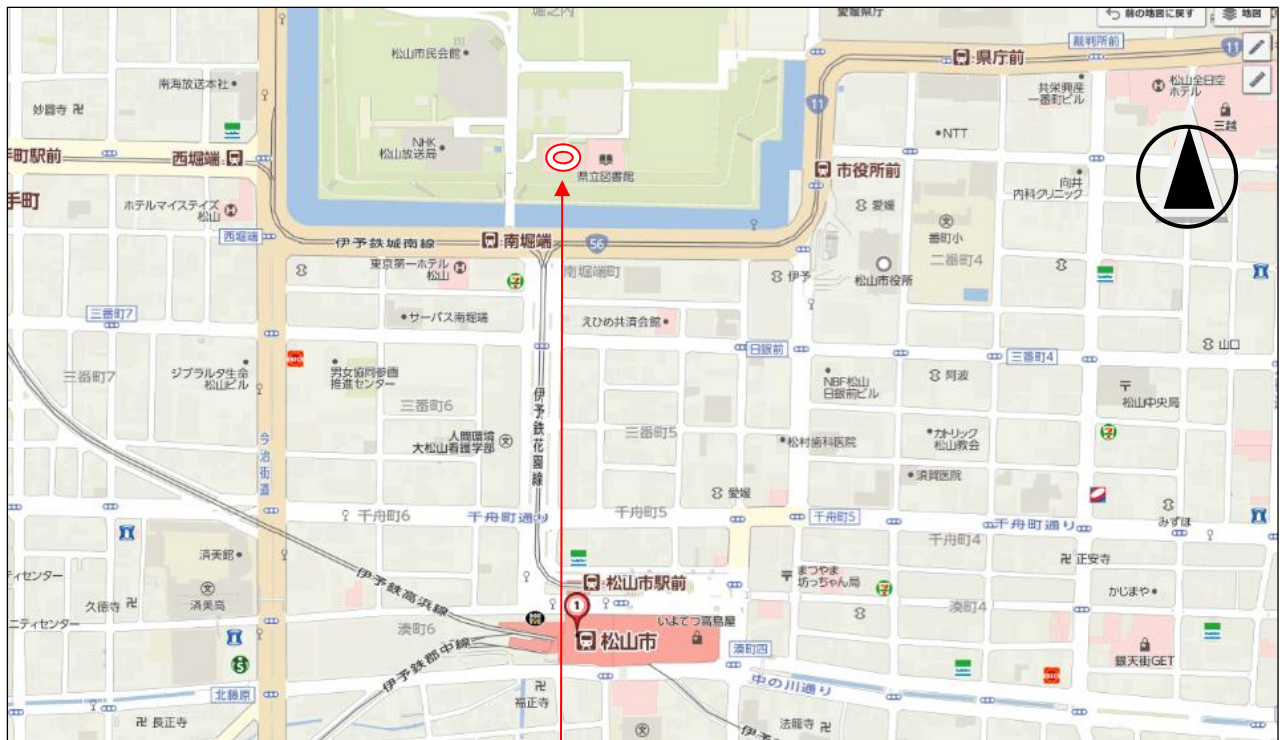 堀之内
愛媛県庁
前の地図に戻す
地図
松山市民会館
県庁前
裁判所前
11
南海放送本社
共栄興産
一番町ビル
松山全日空
ホテル
妙圓寺
三越
11
NTT
NHK
松山放送局
手町駅前
西堀端
県立図書館
市役所前
向井
内科クリニック
手町
ホテルマイステイズ
松山
愛媛
番町小
西堀端
伊予鉄城南線
南堀端
56
二番町4
東京第一ホテル
松山
南堀端町
伊予
松山市役所
三番町7
サーパス南堀端
えひめ共済会館
日銀前
三番町4
山口
三番町7
ジブラルタ生命
松山ビル
男女協同参画
推進センター
NBF松山
日銀前ビル
阿波
松山中央局
三番町6
伊予鉄花園線
三番町5
人間環境
大松山看護学部
松村歯科医院
カトリック
松山教会
今治街道
須賀医院
愛媛
千舟町6
千舟町通り
千舟町5
千舟町5
千舟町通り
みずほ
千舟町4
済美館
正安寺
ティセンター
伊予鉄高浜線
松山市駅前
まつやま
坊っちゃん局
久徳寺
済美高
かじまや
1
湊町4
ニティセンター
湊町6
いよてつ高島屋
松山市
湊町四
銀天街GET
伊予鉄郡中線
北藤原
中の川通り
福正寺
長正寺
法龍寺